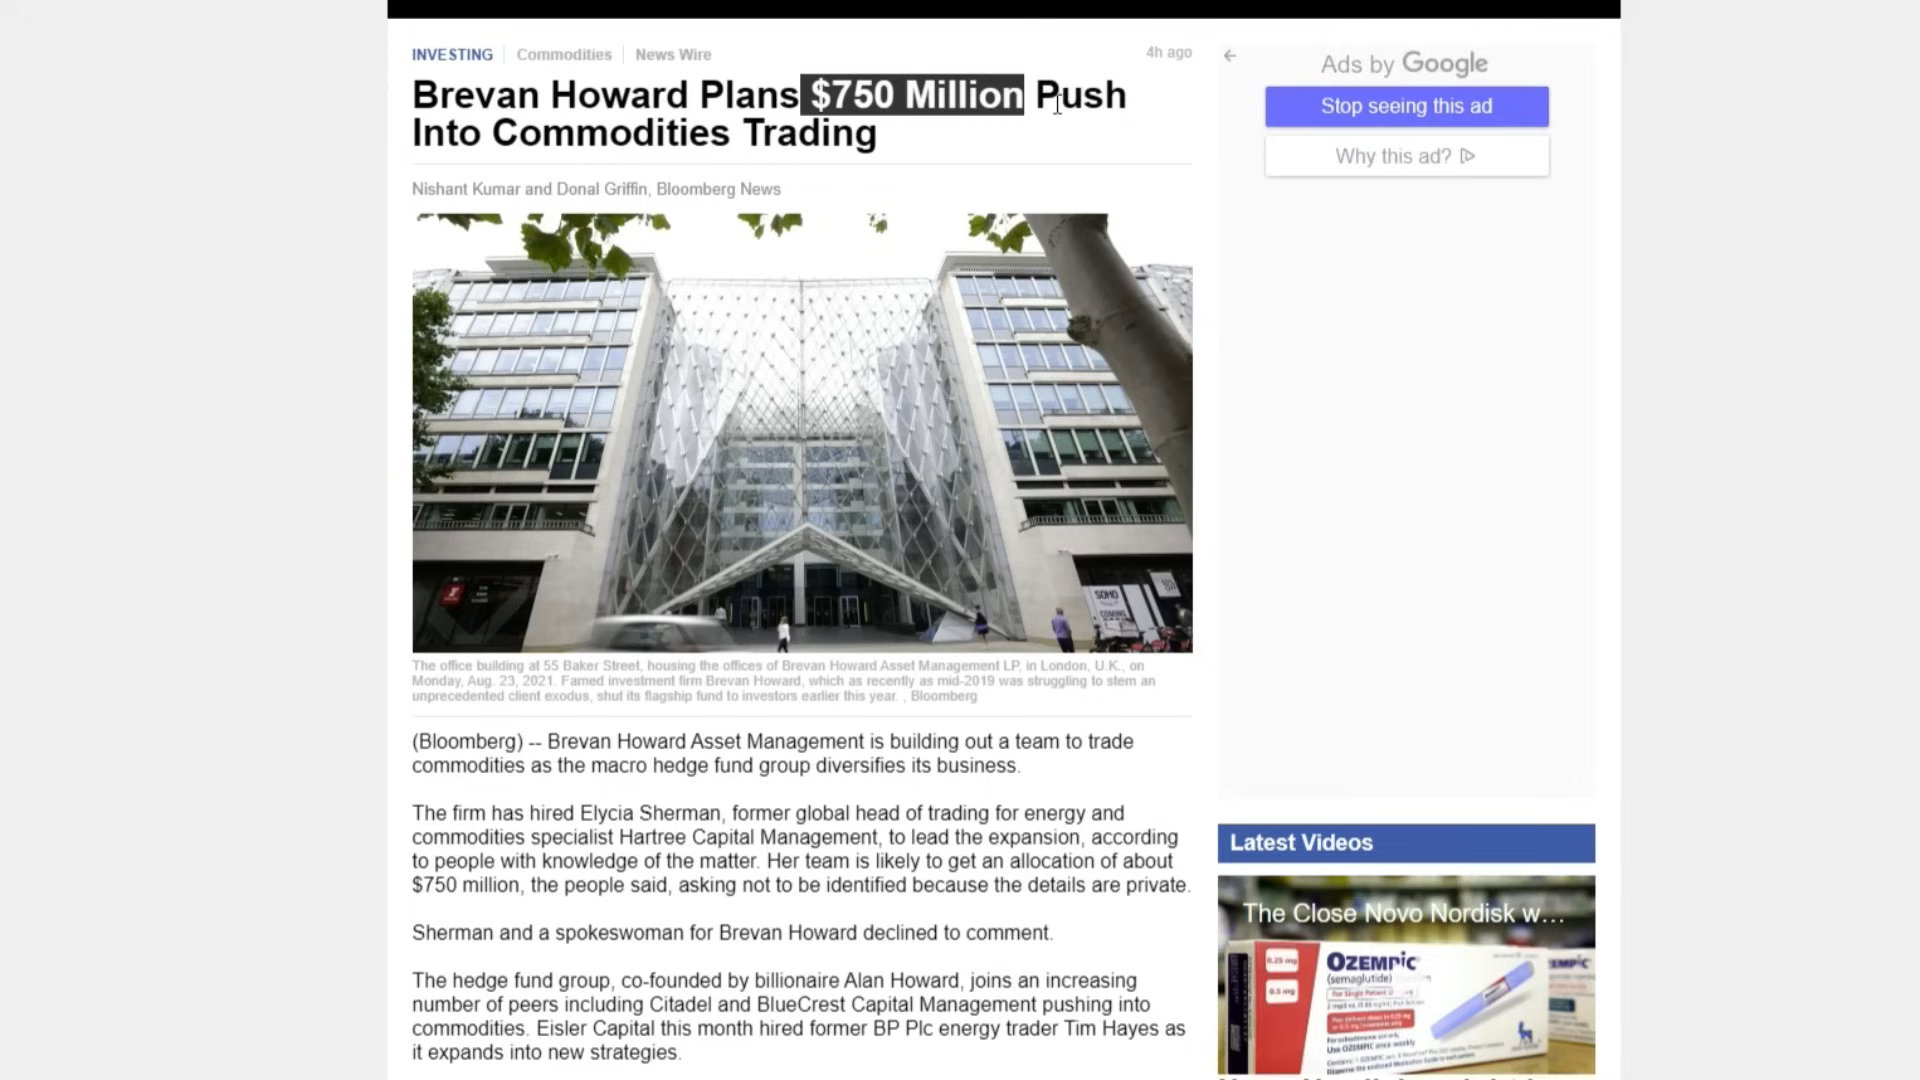 INVESTING Commodities News Wire
4h ago
Brevan Howard Plans $750 Million Push
Into Commodities Trading
Nishant Kumar and Donal Griffin, Bloomberg News
SOHO
COMING
The office building at 55 Baker Street, housing the offices of Brevan Howard Asset Management LP, in London, U.K., on
Monday, Aug. 23, 2021. Famed investment firm Brevan Howard, which as recently as mid-2019 was struggling to stem an
unprecedented client exodus, shut its flagship fund to investors earlier this year. , Bloomberg
(Bloomberg) -- Brevan Howard Asset Management is building out a team to trade
commodities as the macro hedge fund group diversifies its business.
The firm has hired Elycia Sherman, former global head of trading for energy and
commodities specialist Hartree Capital Management, to lead the expansion, according
to people with knowledge of the matter. Her team is likely to get an allocation of about
$750 million, the people said, asking not to be identified because the details are private.
Sherman and a spokeswoman for Brevan Howard declined to comment.
The hedge fund group, co-founded by billionaire Alan Howard, joins an increasing
number of peers including Citadel and BlueCrest Capital Management pushing into
commodities. Eisler Capital this month hired former BP Plc energy trader Tim Hayes as
it expands into new strategies.
Ads by Google
Stop seeing this ad
Why this ad?
Latest Videos
The Close Novo Nordisk w...
0.25 mg
0.5 mg
OZEMPIC
(semaglutide)